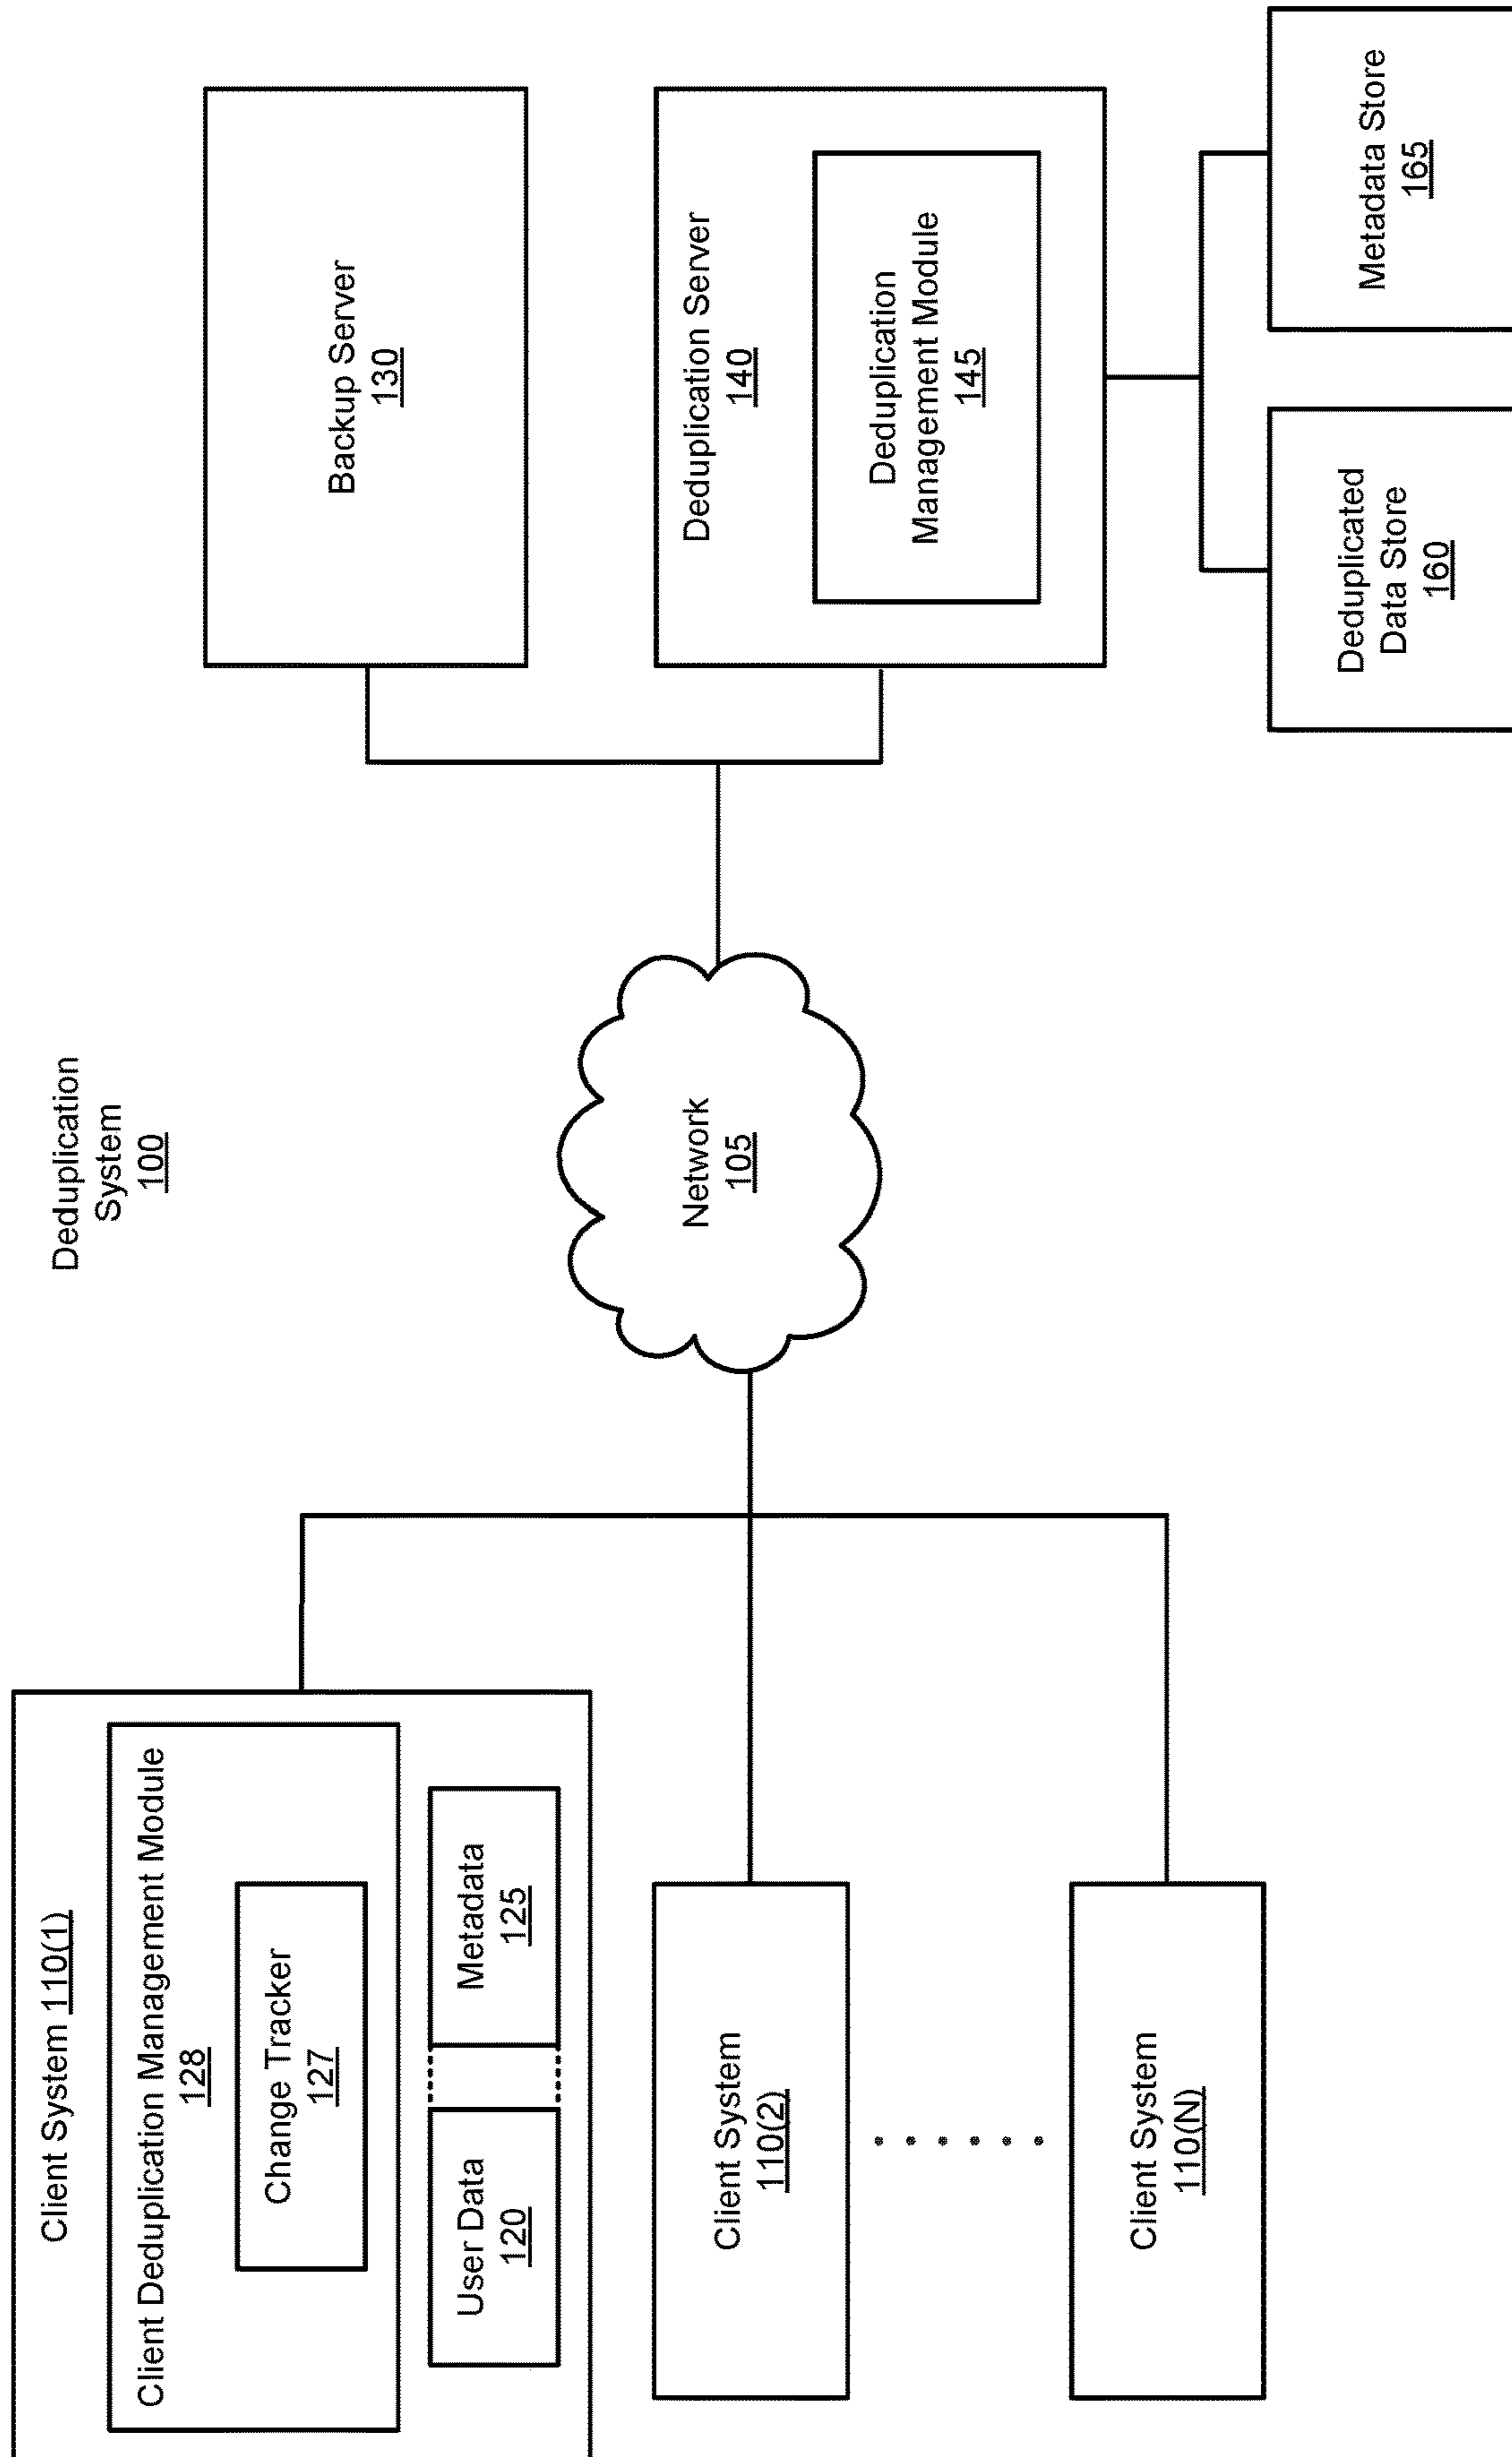 Deduplication
System
100
Client System 110(1)
Client Deduplication Management Module
128
Change Tracker
127
User Data
120
Metadata
125
Client System
110(2)
Client System
110(N)
Network
105
Backup Server
130
Deduplication Server
140
Deduplication
Management Module
145
Deduplicated
Data Store
160
Metadata Store
165